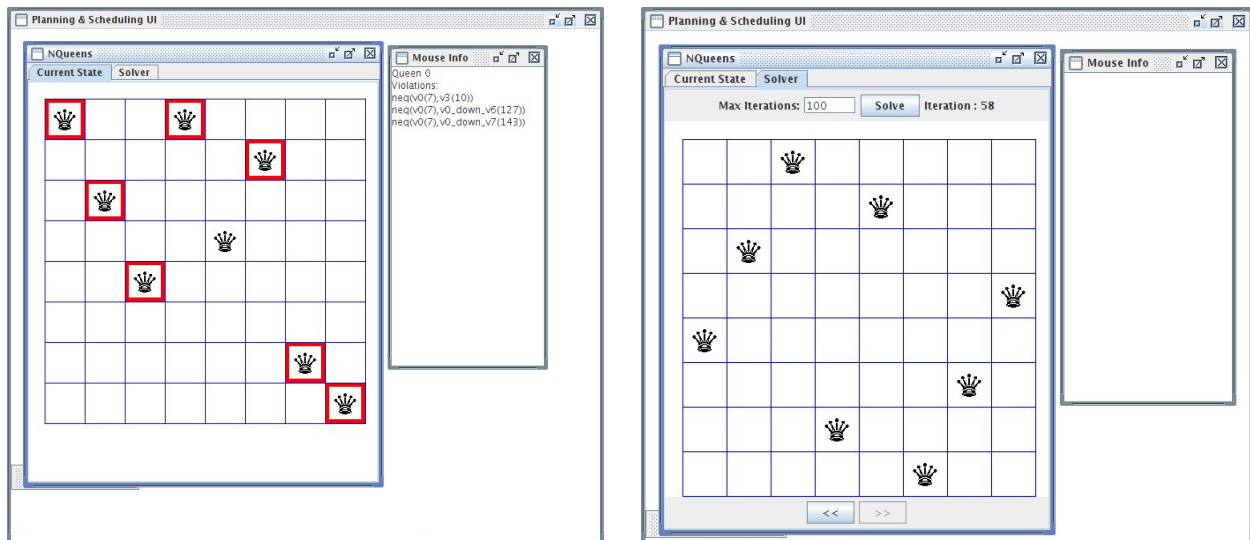 Planning & Scheduling UI
NQueens
Current State Solver
Mouse Info
Queen 0
Violations:
neq(v0(7),v3(10))
neq(v0(7),v0_down_v6(127))
neq(v0(7),v0_down_v7(143))
Planning & Scheduling UI
NQueens
Current State Solver
Max Iterations: 100 Solve Iteration : 58
<< >>
Mouse Info